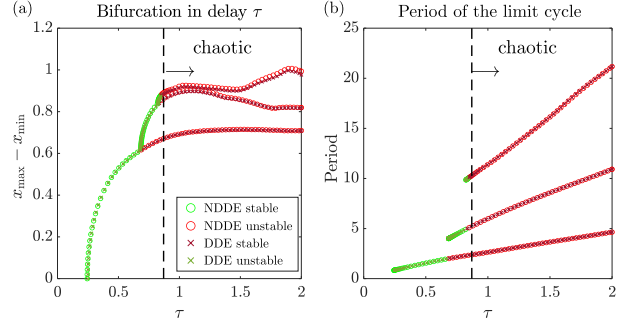 (a) Bifurcation in delay τ
1.2
1
0.8
0.6
0.4
0.2
0
x_max − x_min
chaotic
NDDE stable
NDDE unstable
DDE stable
DDE unstable
0 0.5 1 1.5 2
τ
(b) Period of the limit cycle
25
20
15
10
5
0
Period
chaotic
0 0.5 1 1.5 2
τ